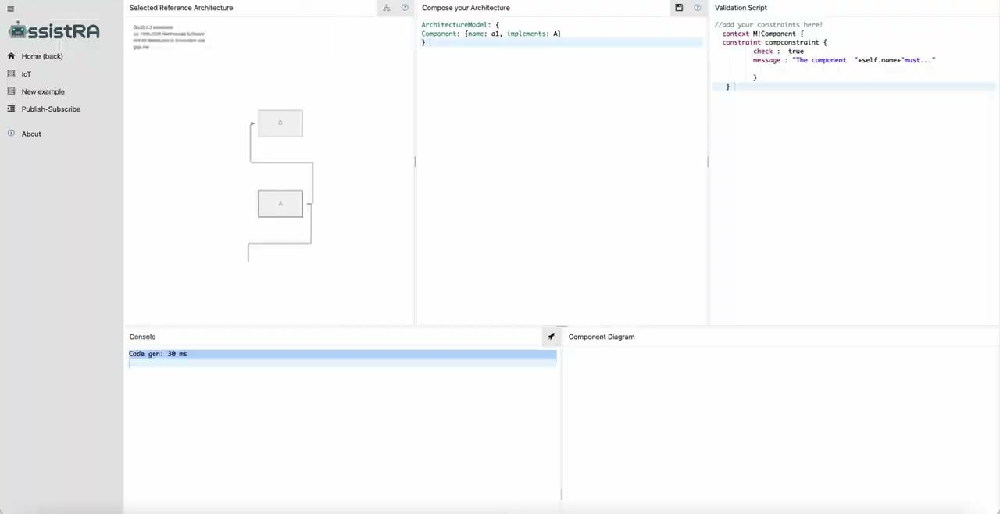 ssistRA
Home (back)
IoT
New example
Publish-Subscribe
About
Selected Reference Architecture
A
Compose your Architecture
ArchitectureModel: {
Component: {name: a1, implements: A}
}
Validation Script
//add your constraints here!
context M!Component {
constraint compconstraint {
check : true
message : "The component "+self.name+"must..."
}
}
Console
Code gen: 30 ms
Component Diagram